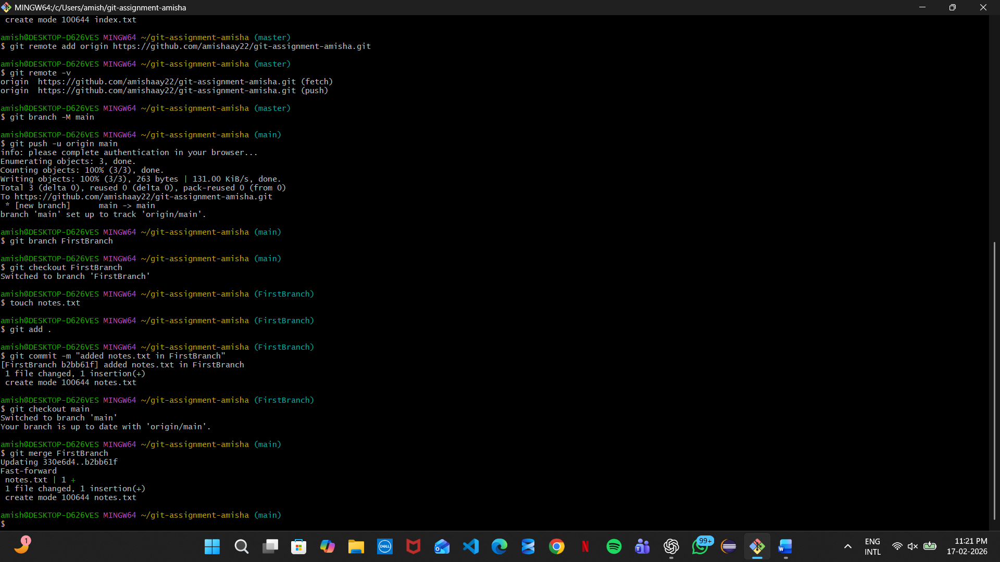 MINGW64:/c/Users/amish/git-assignment-amisha
 create mode 100644 index.txt
amish@DESKTOP-D626VES MINGW64 ~/git-assignment-amisha (master)
$ git remote add origin https://github.com/amishaay22/git-assignment-amisha.git
amish@DESKTOP-D626VES MINGW64 ~/git-assignment-amisha (master)
$ git remote -v
origin  https://github.com/amishaay22/git-assignment-amisha.git (fetch)
origin  https://github.com/amishaay22/git-assignment-amisha.git (push)
amish@DESKTOP-D626VES MINGW64 ~/git-assignment-amisha (master)
$ git branch -M main
amish@DESKTOP-D626VES MINGW64 ~/git-assignment-amisha (main)
$ git push -u origin main
info: please complete authentication in your browser...
Enumerating objects: 3, done.
Counting objects: 100% (3/3), done.
Writing objects: 100% (3/3), 263 bytes | 131.00 KiB/s, done.
Total 3 (delta 0), reused 0 (delta 0), pack-reused 0 (from 0)
To https://github.com/amishaay22/git-assignment-amisha.git
 * [new branch]      main -> main
branch 'main' set up to track 'origin/main'.
amish@DESKTOP-D626VES MINGW64 ~/git-assignment-amisha (main)
$ git branch FirstBranch
amish@DESKTOP-D626VES MINGW64 ~/git-assignment-amisha (main)
$ git checkout FirstBranch
Switched to branch 'FirstBranch'
amish@DESKTOP-D626VES MINGW64 ~/git-assignment-amisha (FirstBranch)
$ touch notes.txt
amish@DESKTOP-D626VES MINGW64 ~/git-assignment-amisha (FirstBranch)
$ git add .
amish@DESKTOP-D626VES MINGW64 ~/git-assignment-amisha (FirstBranch)
$ git commit -m "added notes.txt in FirstBranch"
[FirstBranch b2bb61f] added notes.txt in FirstBranch
 1 file changed, 1 insertion(+)
 create mode 100644 notes.txt
amish@DESKTOP-D626VES MINGW64 ~/git-assignment-amisha (FirstBranch)
$ git checkout main
Switched to branch 'main'
Your branch is up to date with 'origin/main'.
amish@DESKTOP-D626VES MINGW64 ~/git-assignment-amisha (main)
$ git merge FirstBranch
Updating 330e6d4..b2bb61f
Fast-forward
 notes.txt | 1 +
 1 file changed, 1 insertion(+)
 create mode 100644 notes.txt
amish@DESKTOP-D626VES MINGW64 ~/git-assignment-amisha (main)
$
1
DELL
N
T
99+
W
ENG
INTL
11:21 PM
17-02-2026